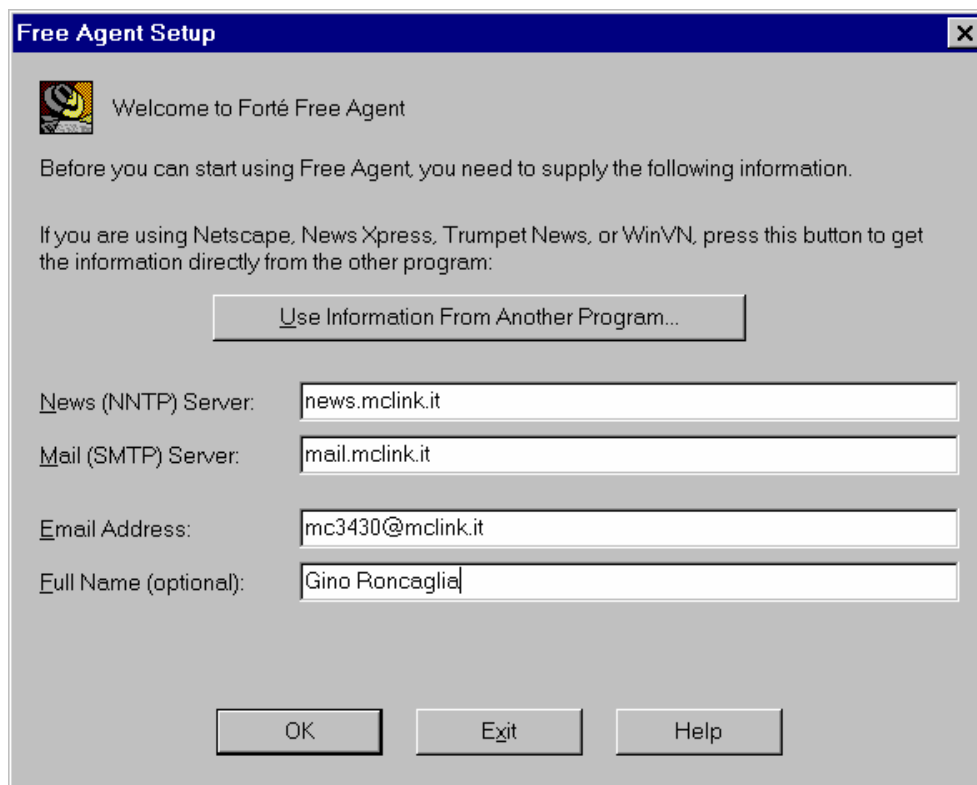 Free Agent Setup
Welcome to Forté Free Agent
Before you can start using Free Agent, you need to supply the following information.
If you are using Netscape, News Xpress, Trumpet News, or WinVN, press this button to get
the information directly from the other program:
Use Information From Another Program...
News (NNTP) Server: news.mclink.it
Mail (SMTP) Server: mail.mclink.it
Email Address: mc3430@mclink.it
Full Name (optional): Gino Roncaglia
OK Exit Help